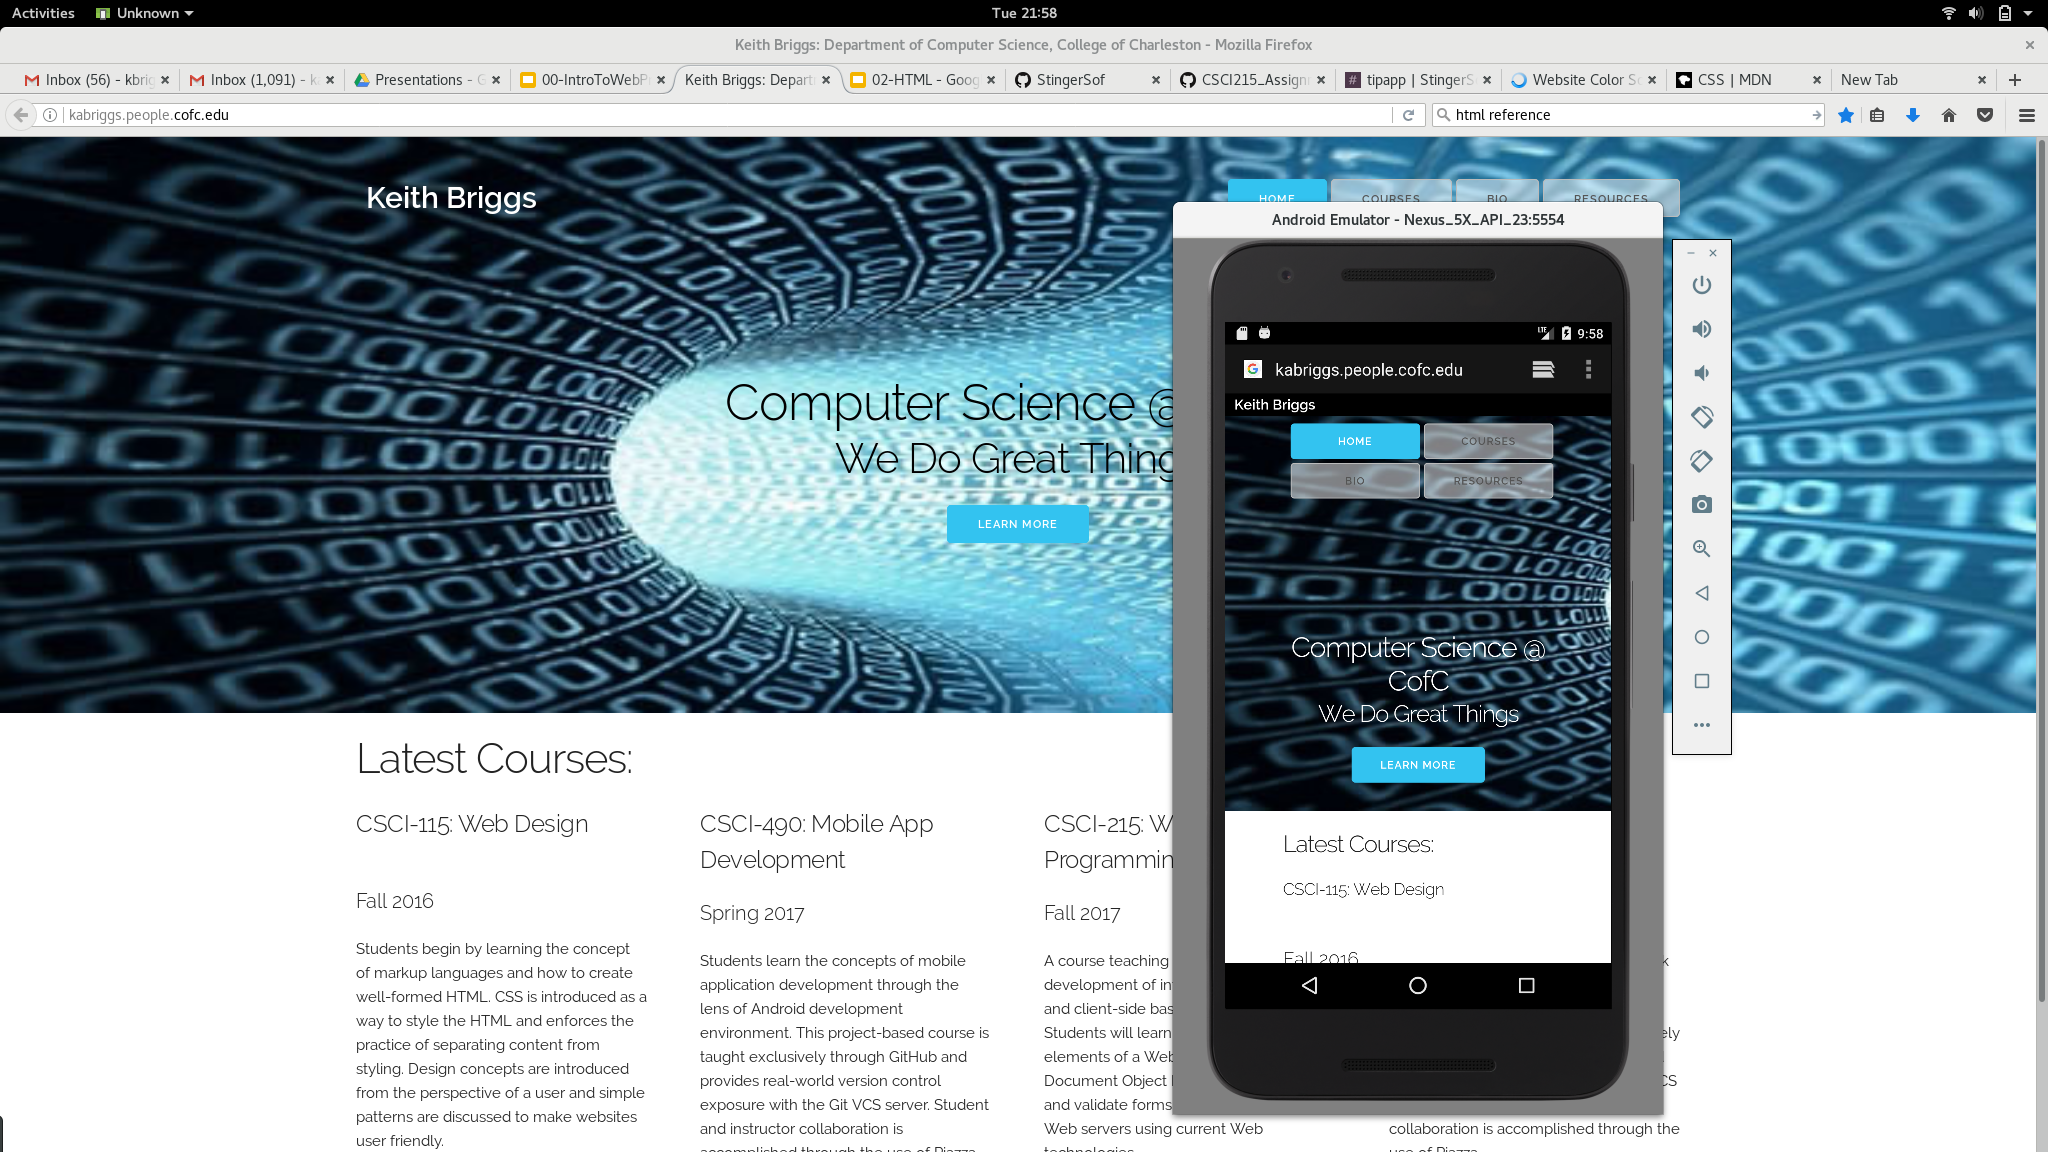 Activities
Unknown
Tue 21:58
Keith Briggs: Department of Computer Science, College of Charleston - Mozilla Firefox
Inbox (56) - kbrig
Inbox (1,091) - k
Presentations - G
00-IntroToWebP
Keith Briggs: Depart
02-HTML - Goog
StingerSof
CSCI215_Assign
tipapp | StingerS
Website Color S
CSS | MDN
New Tab
kabriggs.people.cofc.edu
html reference
Keith Briggs
HOME
COURSES
BIO
RESOURCES
Computer Science @
We Do Great Thing
LEARN MORE
Latest Courses:
CSCI-115: Web Design
Fall 2016
Students begin by learning the concept
of markup languages and how to create
well-formed HTML. CSS is introduced as a
way to style the HTML and enforces the
practice of separating content from
styling. Design concepts are introduced
from the perspective of a user and simple
patterns are discussed to make websites
user friendly.
CSCI-490: Mobile App
Development
Spring 2017
Students learn the concepts of mobile
application development through the
lens of Android development
environment. This project-based course is
taught exclusively through GitHub and
provides real-world version control
exposure with the Git VCS server. Student
and instructor collaboration is
accomplished through the use of Piazza
CSCI-215: W
Programmin
Fall 2017
A course teaching
development of in
and client-side bas
Students will learn
elements of a Web
Document Object
and validate forms
Web servers using current Web
technologies
k
ely
CS
collaboration is accomplished through the
use of Piazza
Android Emulator - Nexus_5X_API_23:5554
LTE
9:58
kabriggs.people.cofc.edu
Keith Briggs
HOME
COURSES
BIO
RESOURCES
Computer Science @
CofC
We Do Great Things
LEARN MORE
Latest Courses:
CSCI-115: Web Design
Fall 2016